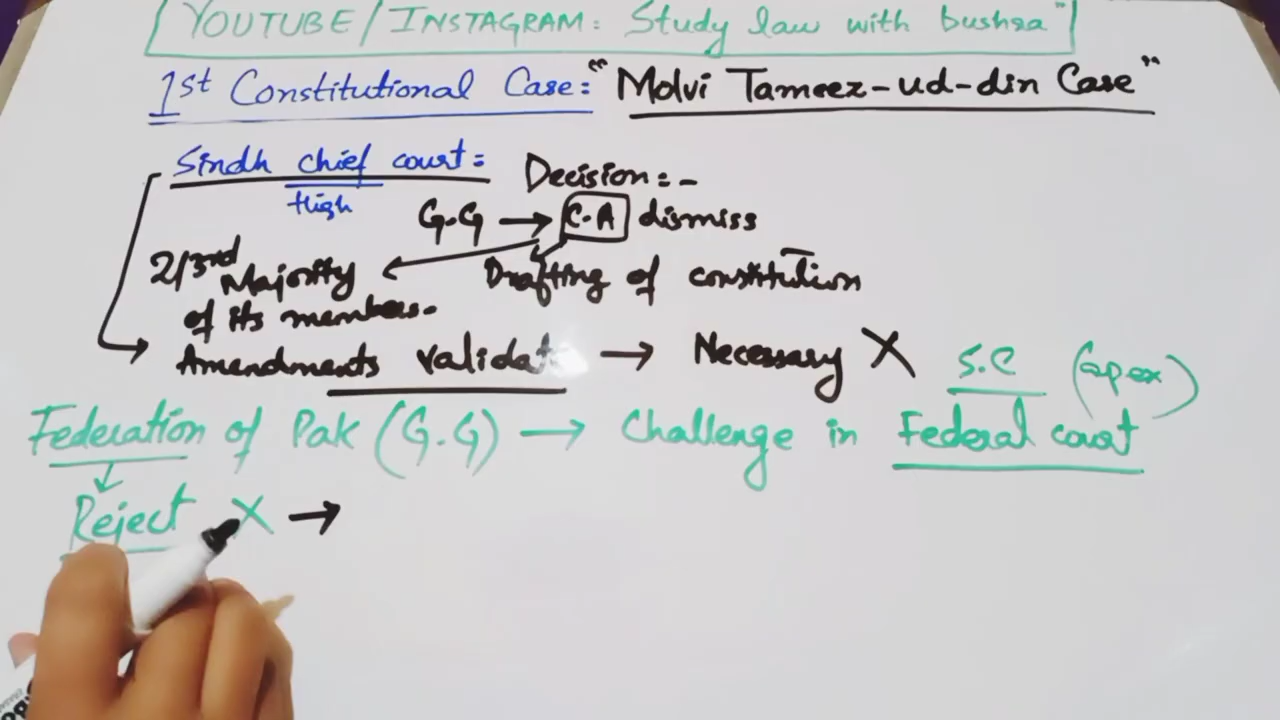 YOUTUBE/INSTAGRAM: Study law with bushra"
1st Constitutional Case: "Molvi Tameez-ud-din Case"
Sindh chief court:
High
Decision:-
G.G → C.A dismiss
2/3rd Majority
of its members.
Drafting of constitution
Amendments validat → Necessary X
S.C (apex)
Federation of Pak (G.G) → Challenge in Federal court
Reject X →